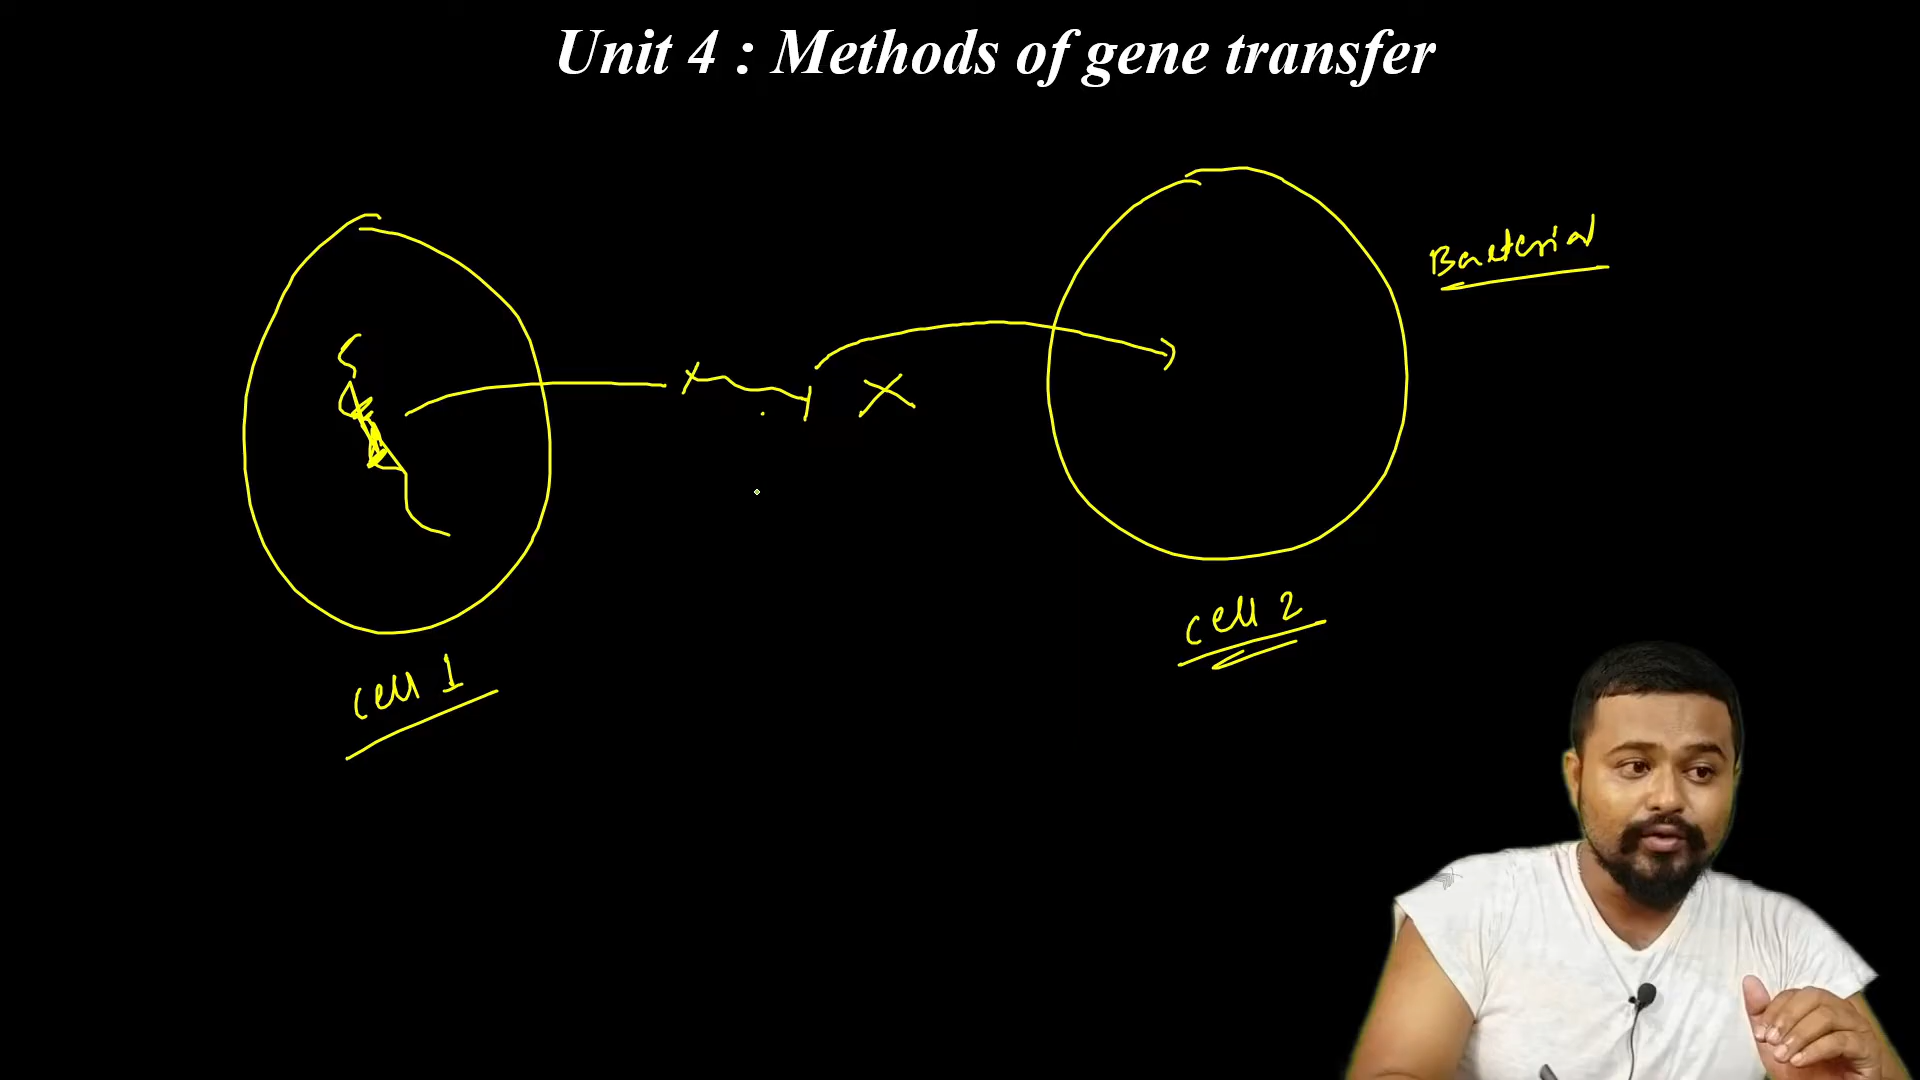 Unit 4 : Methods of gene transfer
Bacterial
cell 2
cell 1